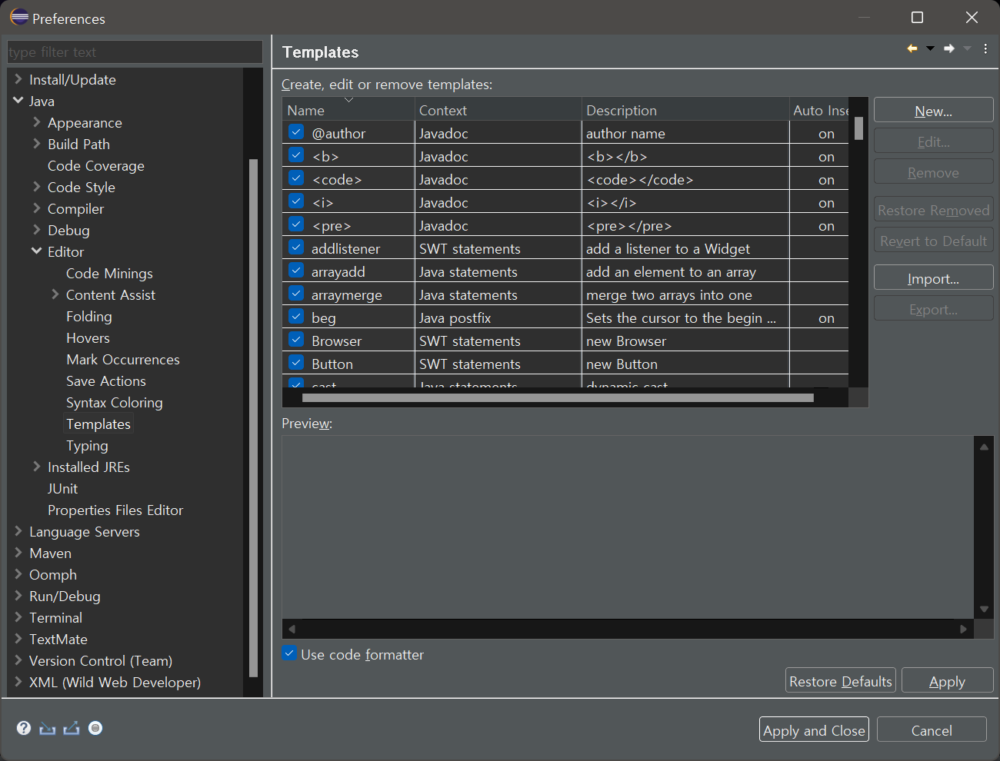 Preferences
type filter text
Install/Update
Java
Appearance
Build Path
Code Coverage
Code Style
Compiler
Debug
Editor
Code Minings
Content Assist
Folding
Hovers
Mark Occurrences
Save Actions
Syntax Coloring
Templates
Typing
Installed JREs
JUnit
Properties Files Editor
Language Servers
Maven
Oomph
Run/Debug
Terminal
TextMate
Version Control (Team)
XML (Wild Web Developer)
Templates
Create, edit or remove templates:
Name Context Description Auto Inse
@author Javadoc author name on
<b> Javadoc <b></b> on
<code> Javadoc <code></code> on
<i> Javadoc <i></i> on
<pre> Javadoc <pre></pre> on
addlistener SWT statements add a listener to a Widget
arrayadd Java statements add an element to an array
arraymerge Java statements merge two arrays into one
beg Java postfix Sets the cursor to the begin ... on
Browser SWT statements new Browser
Button SWT statements new Button
cast Java statements dynamic cast
New...
Edit...
Remove
Restore Removed
Revert to Default
Import...
Export...
Preview:
Use code formatter
Restore Defaults Apply
Apply and Close Cancel